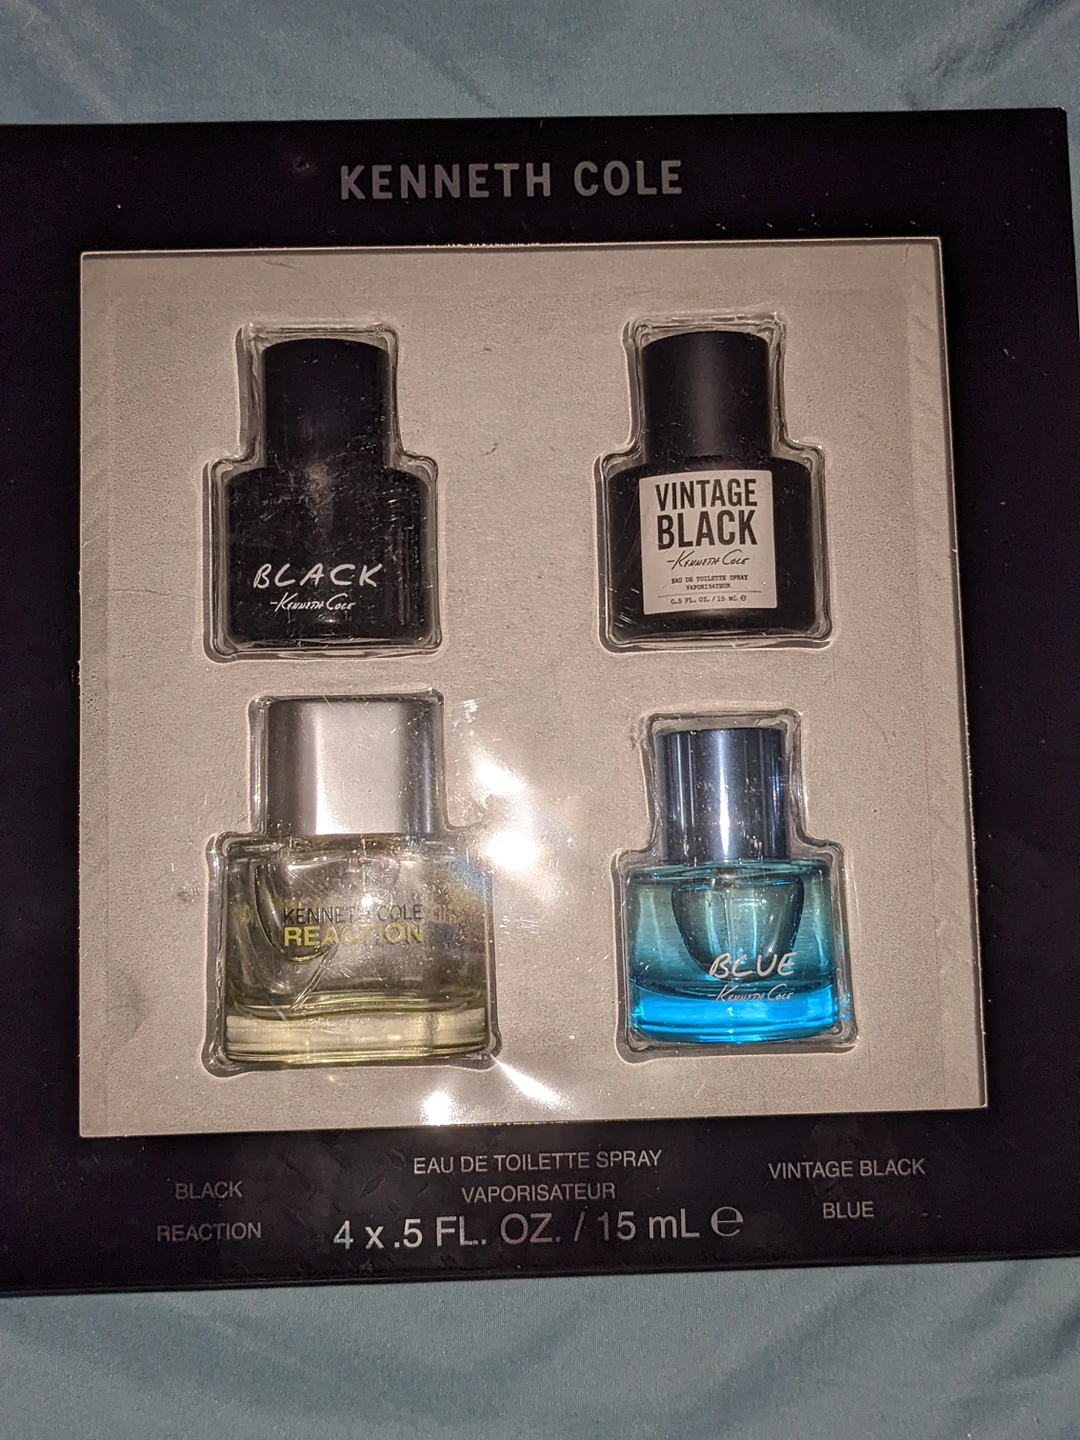 KENNETH COLE
BLACK
KENNETH COLE
VINTAGE
BLACK
KENNETH COLE
EAU DE TOILETTE SPRAY
VAPORISATEUR
0.5 FL. OZ. / 15 mL ℮
KENNETH COLE
REACTION
BLUE
KENNETH COLE
BLACK
REACTION
EAU DE TOILETTE SPRAY
VAPORISATEUR
4 x .5 FL. OZ. / 15 mL ℮
VINTAGE BLACK
BLUE